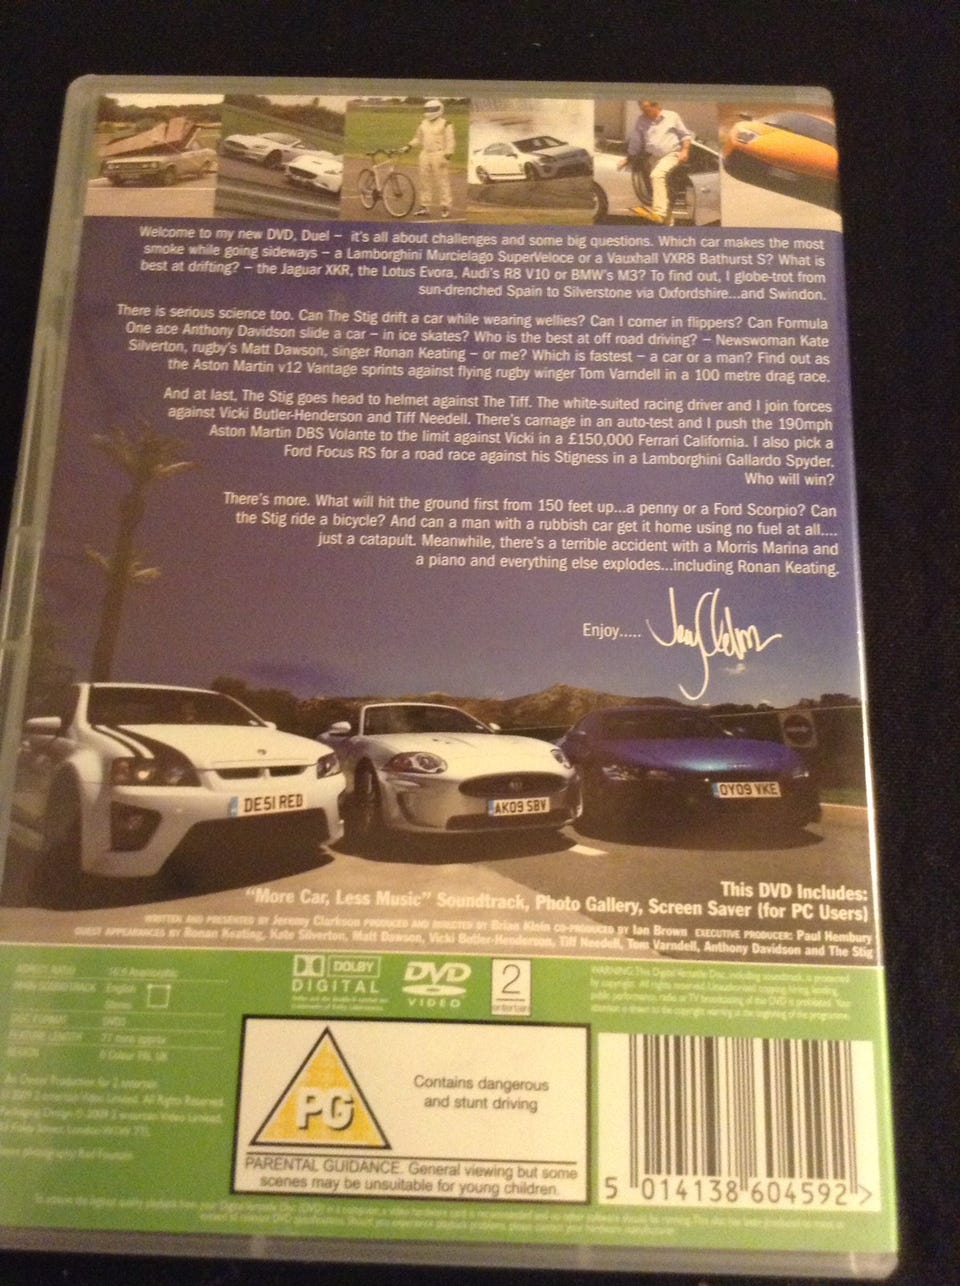 Welcome to my new DVD, Duel – it's all about challenges and some big questions. Which car makes the most
smoke while going sideways – a Lamborghini Murcielago SuperVeloce or a Vauxhall VXR8 Bathurst S? What is
best at drifting? – the Jaguar XKR, the Lotus Evora, Audi's R8 V10 or BMW's M3? To find out, I globe-trot from
sun-drenched Spain to Silverstone via Oxfordshire...and Swindon.
There is serious science too. Can The Stig drift a car while wearing wellies? Can I corner in flippers? Can Formula
One ace Anthony Davidson slide a car – in ice skates? Who is the best at off road driving? – Newswoman Kate
Silverton, rugby's Matt Dawson, singer Ronan Keating – or me? Which is fastest – a car or a man? Find out as
the Aston Martin v12 Vantage sprints against flying rugby winger Tom Varndell in a 100 metre drag race.
And at last, The Stig goes head to helmet against The Tiff. The white-suited racing driver and I join forces
against Vicki Butler-Henderson and Tiff Needell. There's carnage in an auto-test and I push the 190mph
Aston Martin DBS Volante to the limit against Vicki in a £150,000 Ferrari California. I also pick a
Ford Focus RS for a road race against his Stigness in a Lamborghini Gallardo Spyder.
Who will win?
There's more. What will hit the ground first from 150 feet up...a penny or a Ford Scorpio? Can
the Stig ride a bicycle? And can a man with a rubbish car get it home using no fuel at all....
just a catapult. Meanwhile, there's a terrible accident with a Morris Marina and
a piano and everything else explodes...including Ronan Keating.
Enjoy.....
DE51 RED
AK09 SBV
OY09 VKE
This DVD Includes:
"More Car, Less Music" Soundtrack, Photo Gallery, Screen Saver (for PC Users)
WRITTEN AND PRESENTED BY Jeremy Clarkson PRODUCED AND DIRECTED BY Brian Klein CO-PRODUCED BY Ian Brown EXECUTIVE PRODUCER: Paul Hembury
GUEST APPEARANCES BY Ronan Keating, Kate Silverton, Matt Dawson, Vicki Butler-Henderson, Tiff Needell, Tom Varndell, Anthony Davidson and The Stig
ASPECT RATIO 16:9 Anamorphic
MAIN SOUNDTRACK English
Stereo
DISC FORMAT
FEATURE LENGTH 77 mins approx
REGION
DOLBY
DIGITAL
DVD
VIDEO
2
entertain
PG
Contains dangerous
and stunt driving
PARENTAL GUIDANCE. General viewing but some
scenes may be unsuitable for young children.
5 014138 604592 >